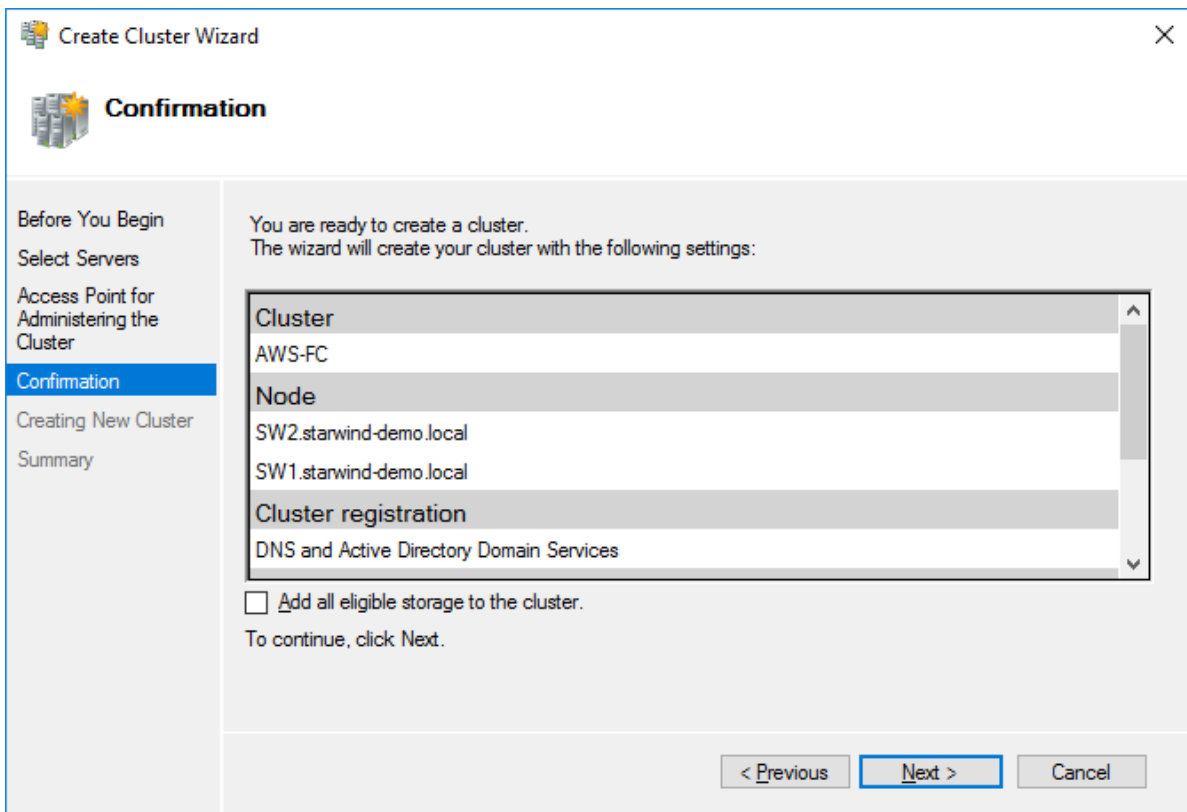 Create Cluster Wizard
Confirmation
Before You Begin
Select Servers
Access Point for
Administering the
Cluster
Confirmation
Creating New Cluster
Summary
You are ready to create a cluster.
The wizard will create your cluster with the following settings:
Cluster
AWS-FC
Node
SW2.starwind-demo.local
SW1.starwind-demo.local
Cluster registration
DNS and Active Directory Domain Services
Add all eligible storage to the cluster.
To continue, click Next.
< Previous
Next >
Cancel